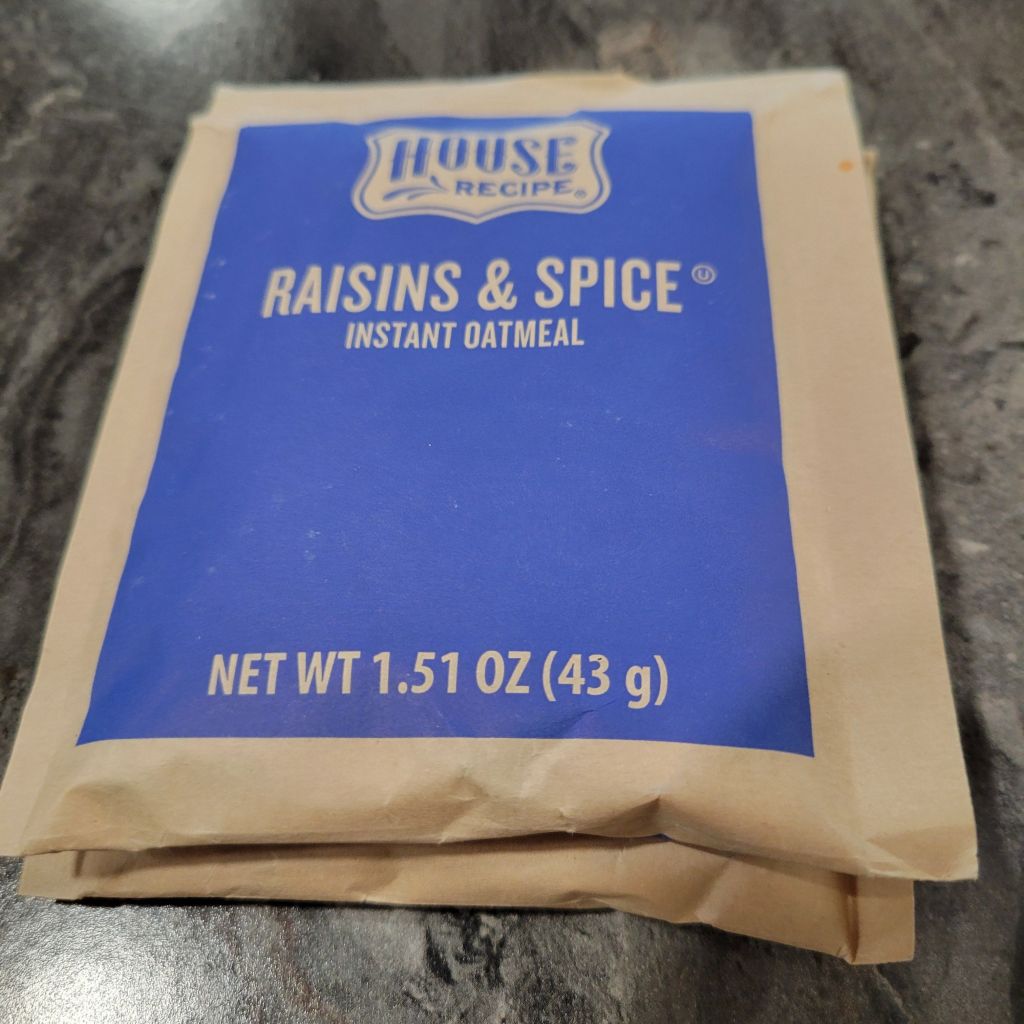 HOUSE
RECIPE®
RAISINS & SPICE Ⓤ
INSTANT OATMEAL
NET WT 1.51 OZ (43 g)